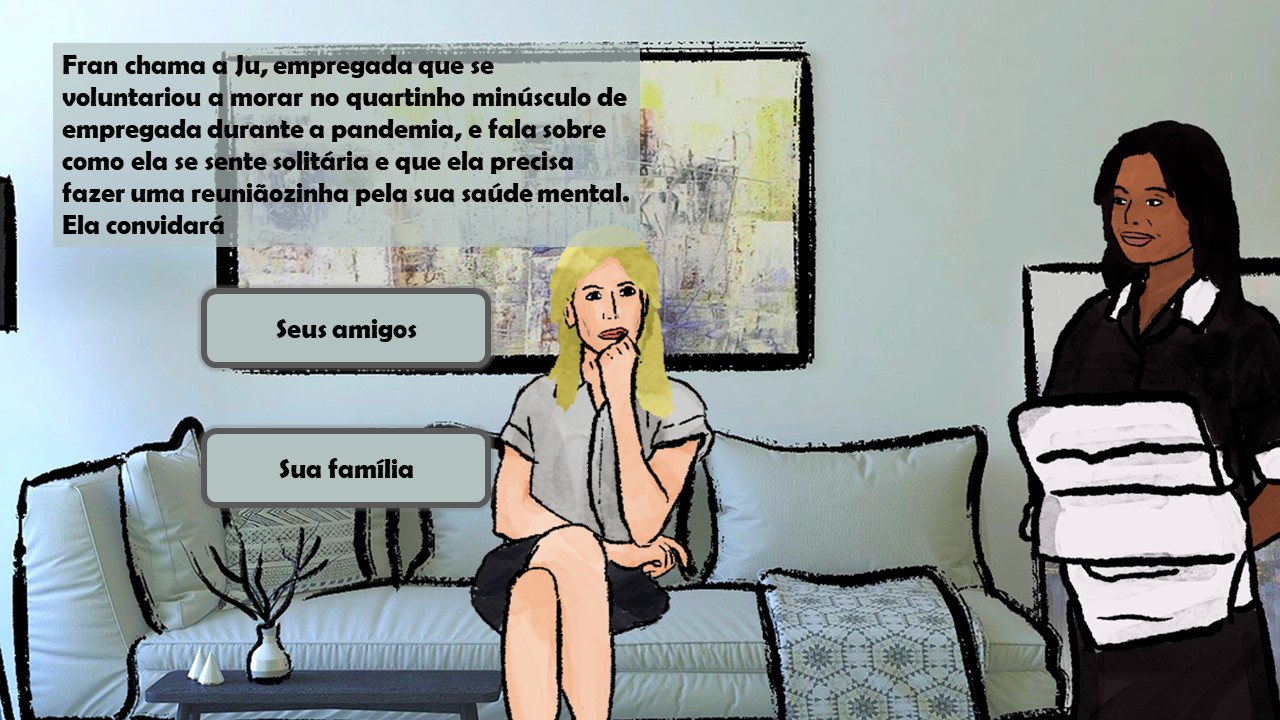 Fran chama a Ju, empregada que se
voluntariou a morar no quartinho minúsculo de
empregada durante a pandemia, e fala sobre
como ela se sente solitária e que ela precisa
fazer uma reuniãozinha pela sua saúde mental.
Ela convidará
Seus amigos
Sua família